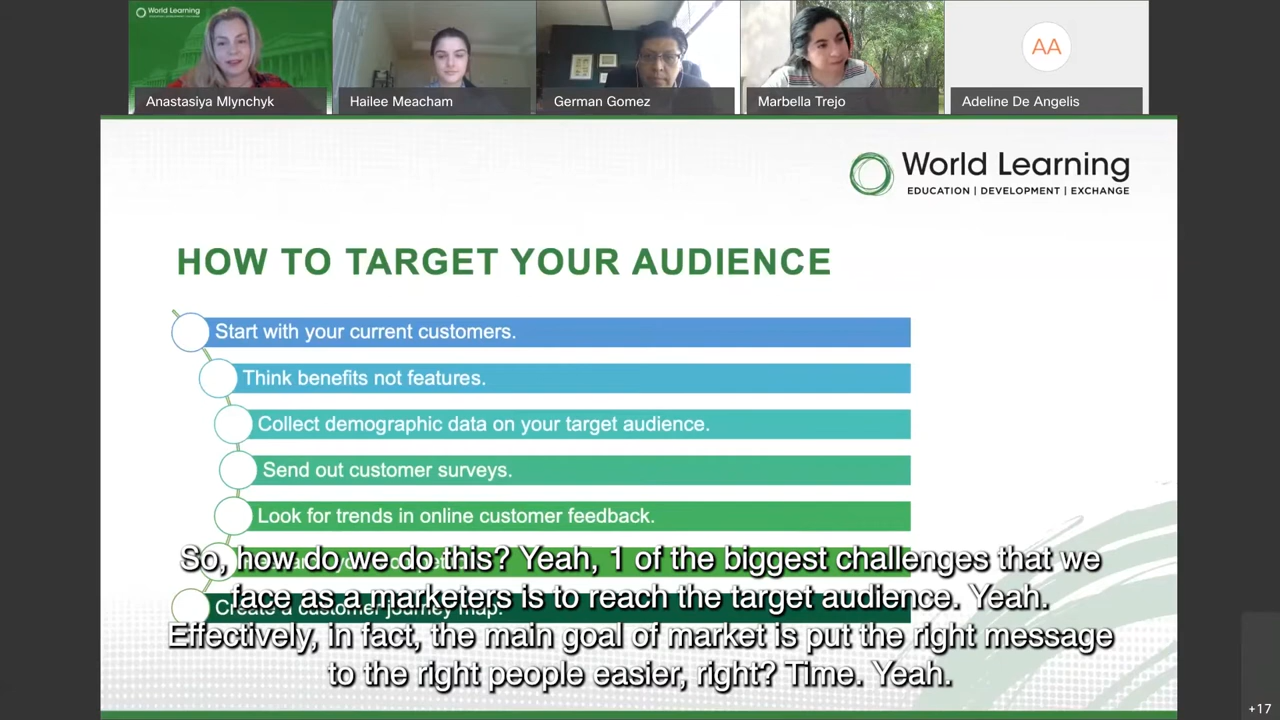 World Learning
Anastasiya Mlynchyk
Hailee Meacham
German Gomez
Marbella Trejo
AA
Adeline De Angelis
World Learning
EDUCATION | DEVELOPMENT | EXCHANGE
HOW TO TARGET YOUR AUDIENCE
Start with your current customers.
Think benefits not features.
Collect demographic data on your target audience.
Send out customer surveys.
Look for trends in online customer feedback.
Create a customer journey map.
So, how do we do this? Yeah, 1 of the biggest challenges that we
face as a marketers is to reach the target audience. Yeah.
Effectively, in fact, the main goal of market is put the right message
to the right people easier, right? Time. Yeah.
+17